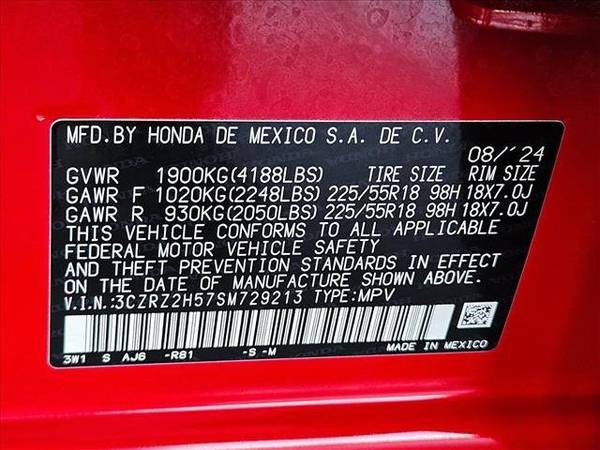 MFD.BY HONDA DE MEXICO S.A. DE C.V.
08/'24
GVWR 1900KG(4188LBS) TIRE SIZE RIM SIZE
GAWR F 1020KG(2248LBS) 225/55R18 98H 18X7.0J
GAWR R 930KG(2050LBS) 225/55R18 98H 18X7.0J
THIS VEHICLE CONFORMS TO ALL APPLICABLE
FEDERAL MOTOR VEHICLE SAFETY
AND THEFT PREVENTION STANDARDS IN EFFECT
ON THE DATE OF MANUFACTURE SHOWN ABOVE.
V.I.N.:3CZRZ2H57SM729213 TYPE:MPV
3W1 S AJ6 -R81 -S -M MADE IN MEXICO